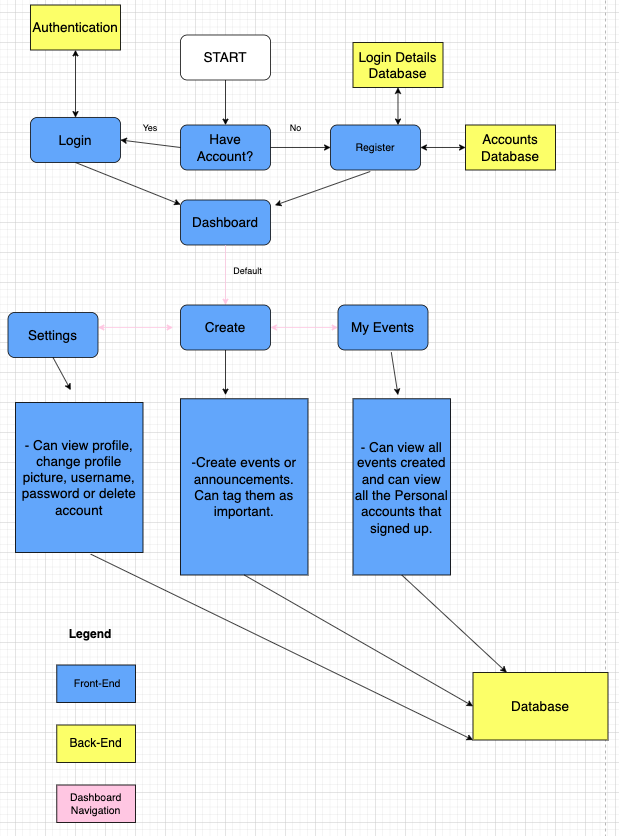 Authentication
START
Login Details
Database
Login
Yes
Have
Account?
No
Register
Accounts
Database
Dashboard
Default
Settings
Create
My Events
- Can view profile,
change profile
picture, username,
password or delete
account
-Create events or
announcements.
Can tag them as
important.
- Can view all
events created
and can view
all the Personal
accounts that
signed up.
Legend
Front-End
Back-End
Dashboard
Navigation
Database